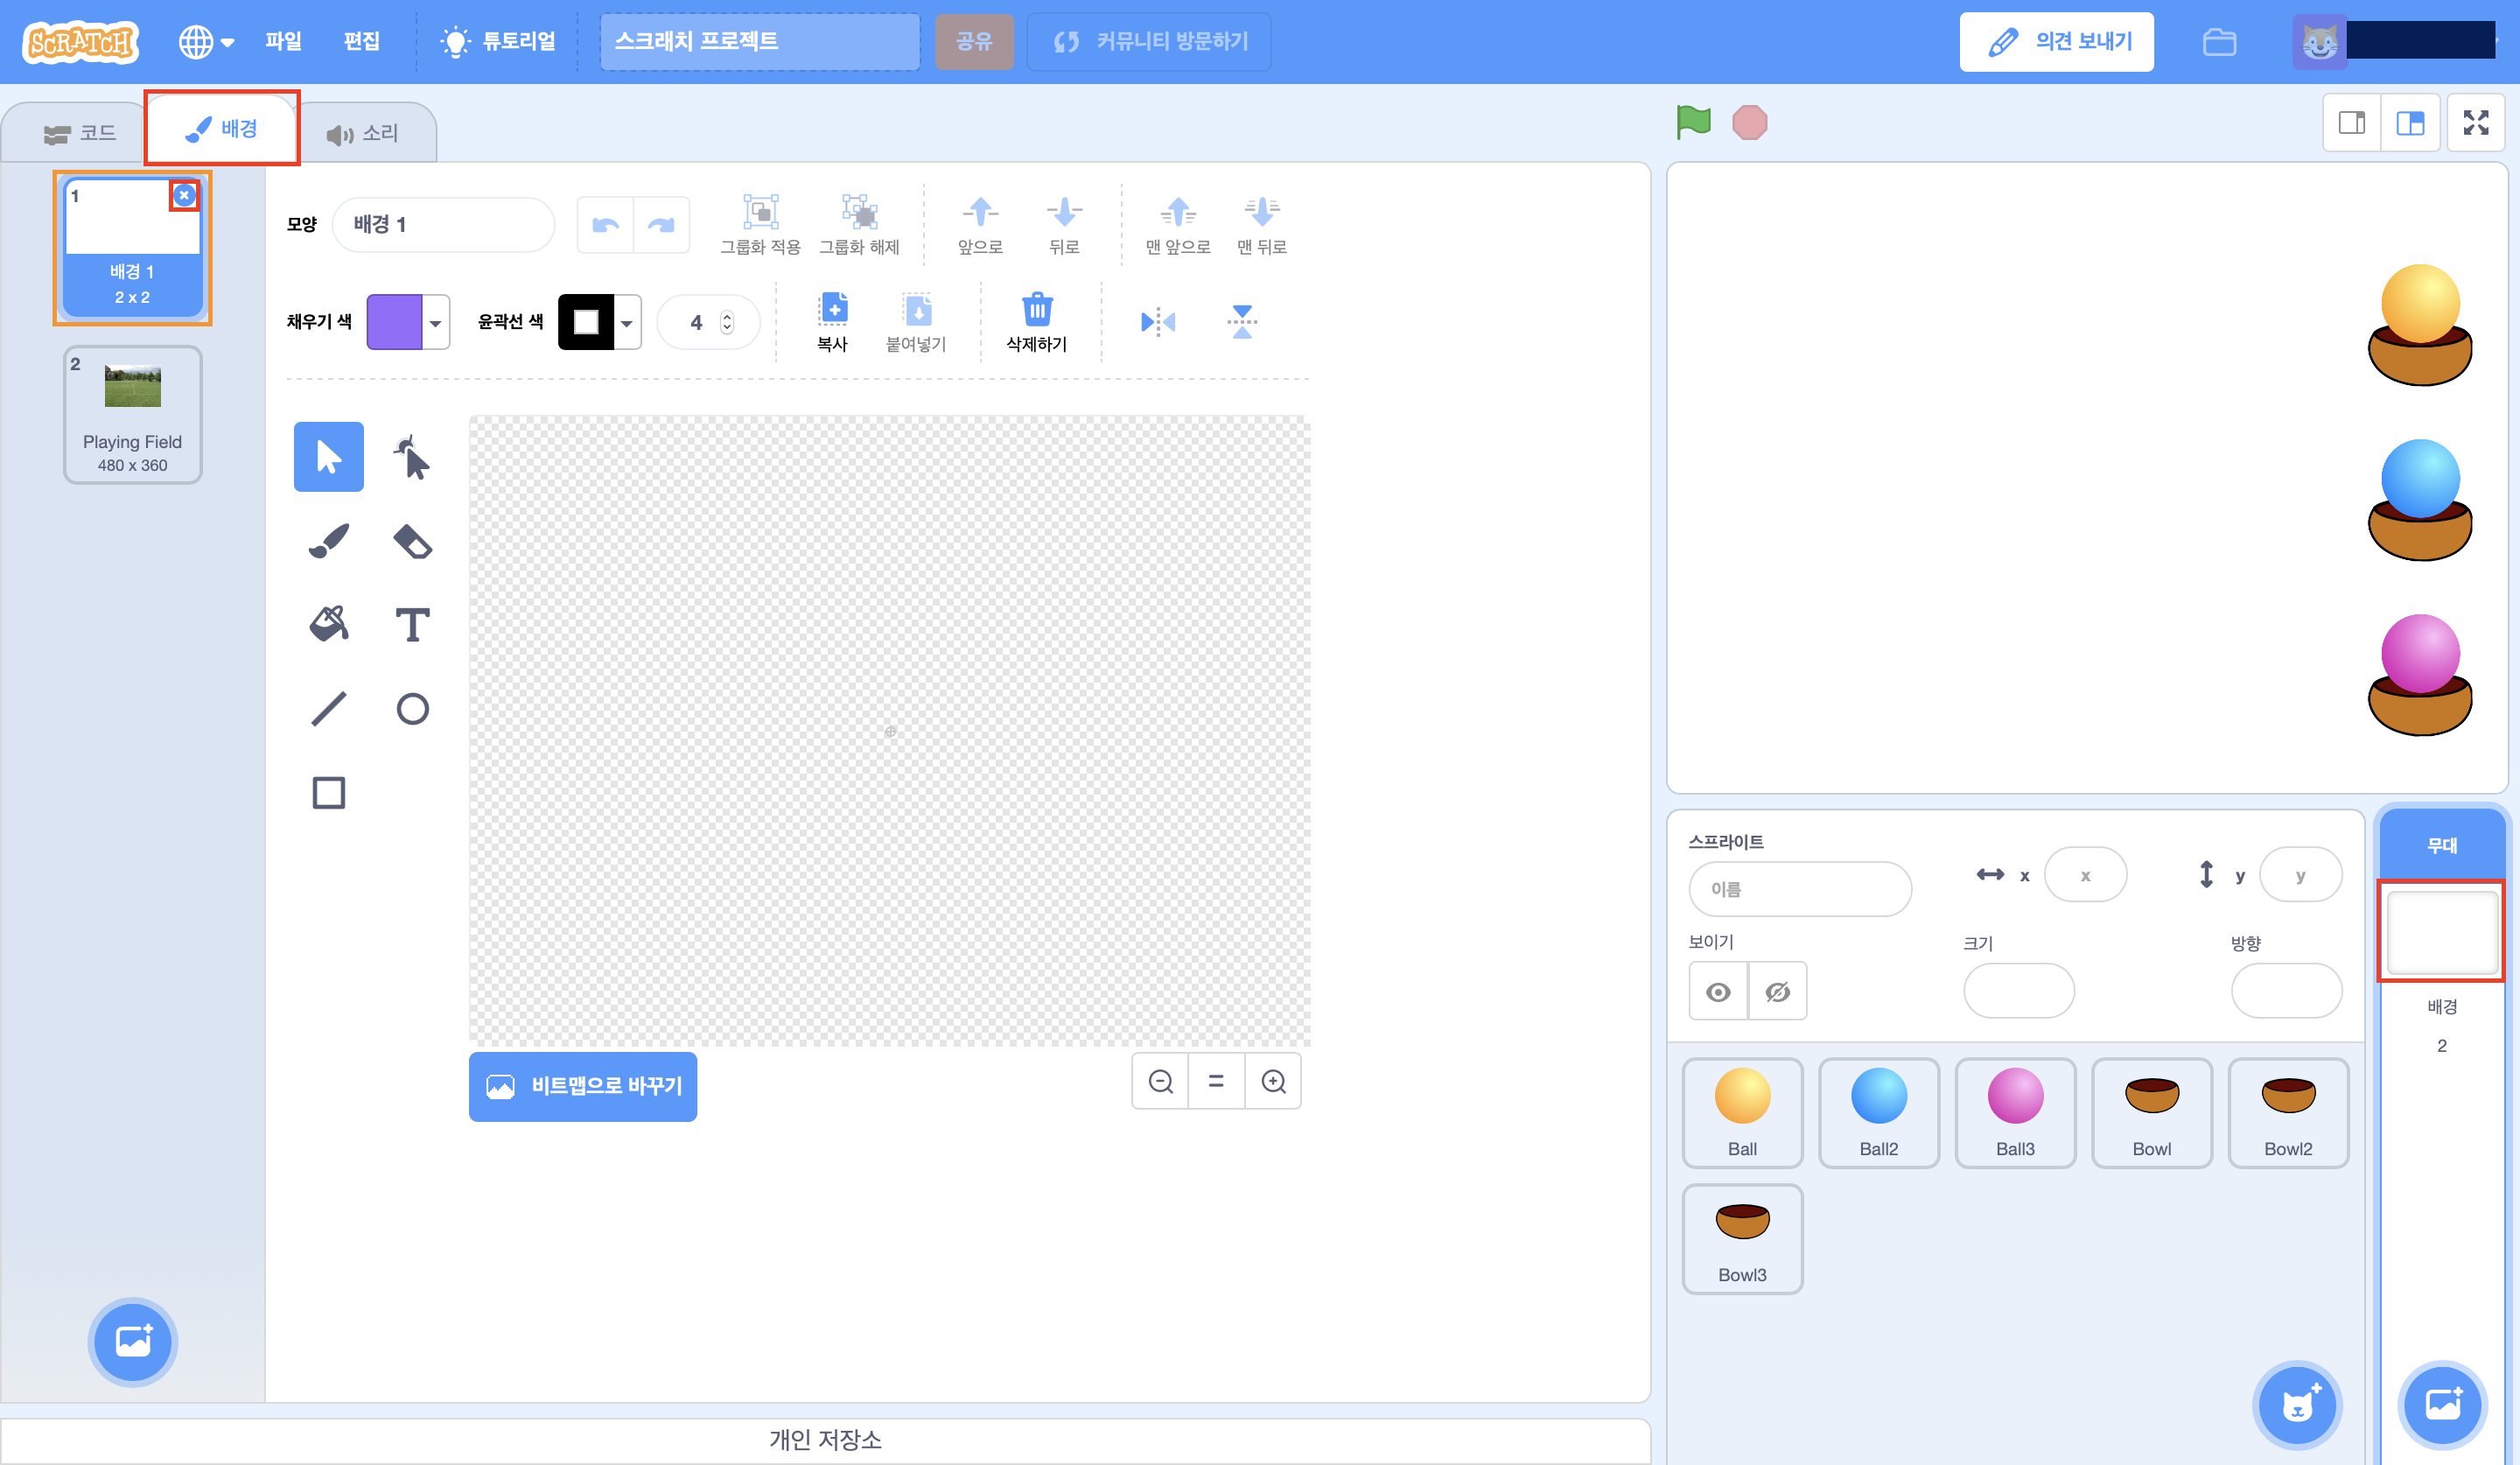 SCRATCH
파일
편집
튜토리얼
스크래치 프로젝트
공유
커뮤니티 방문하기
의견 보내기
코드
배경
소리
1
배경 1
2 x 2
2
Playing Field
480 x 360
모양
배경 1
그룹화 적용
그룹화 해제
앞으로
뒤로
맨 앞으로
맨 뒤로
채우기 색
윤곽선 색
4
복사
붙여넣기
삭제하기
비트맵으로 바꾸기
개인 저장소
스프라이트
이름
x
x
y
y
보이기
크기
방향
Ball
Ball2
Ball3
Bowl
Bowl2
Bowl3
무대
배경
2